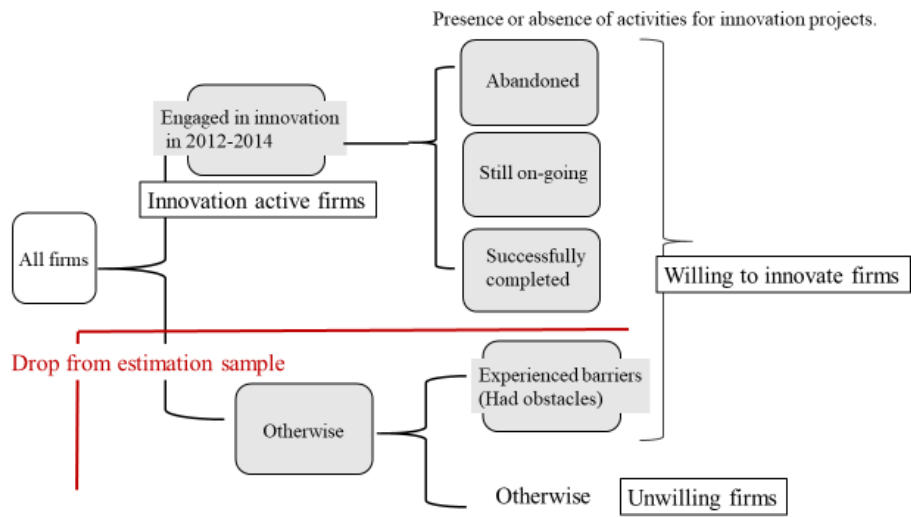 Presence or absence of activities for innovation projects.
Abandoned
Engaged in innovation
in 2012-2014
Still on-going
Innovation active firms
All firms
Successfully
completed
Willing to innovate firms
Drop from estimation sample
Experienced barriers
(Had obstacles)
Otherwise
Otherwise
Unwilling firms